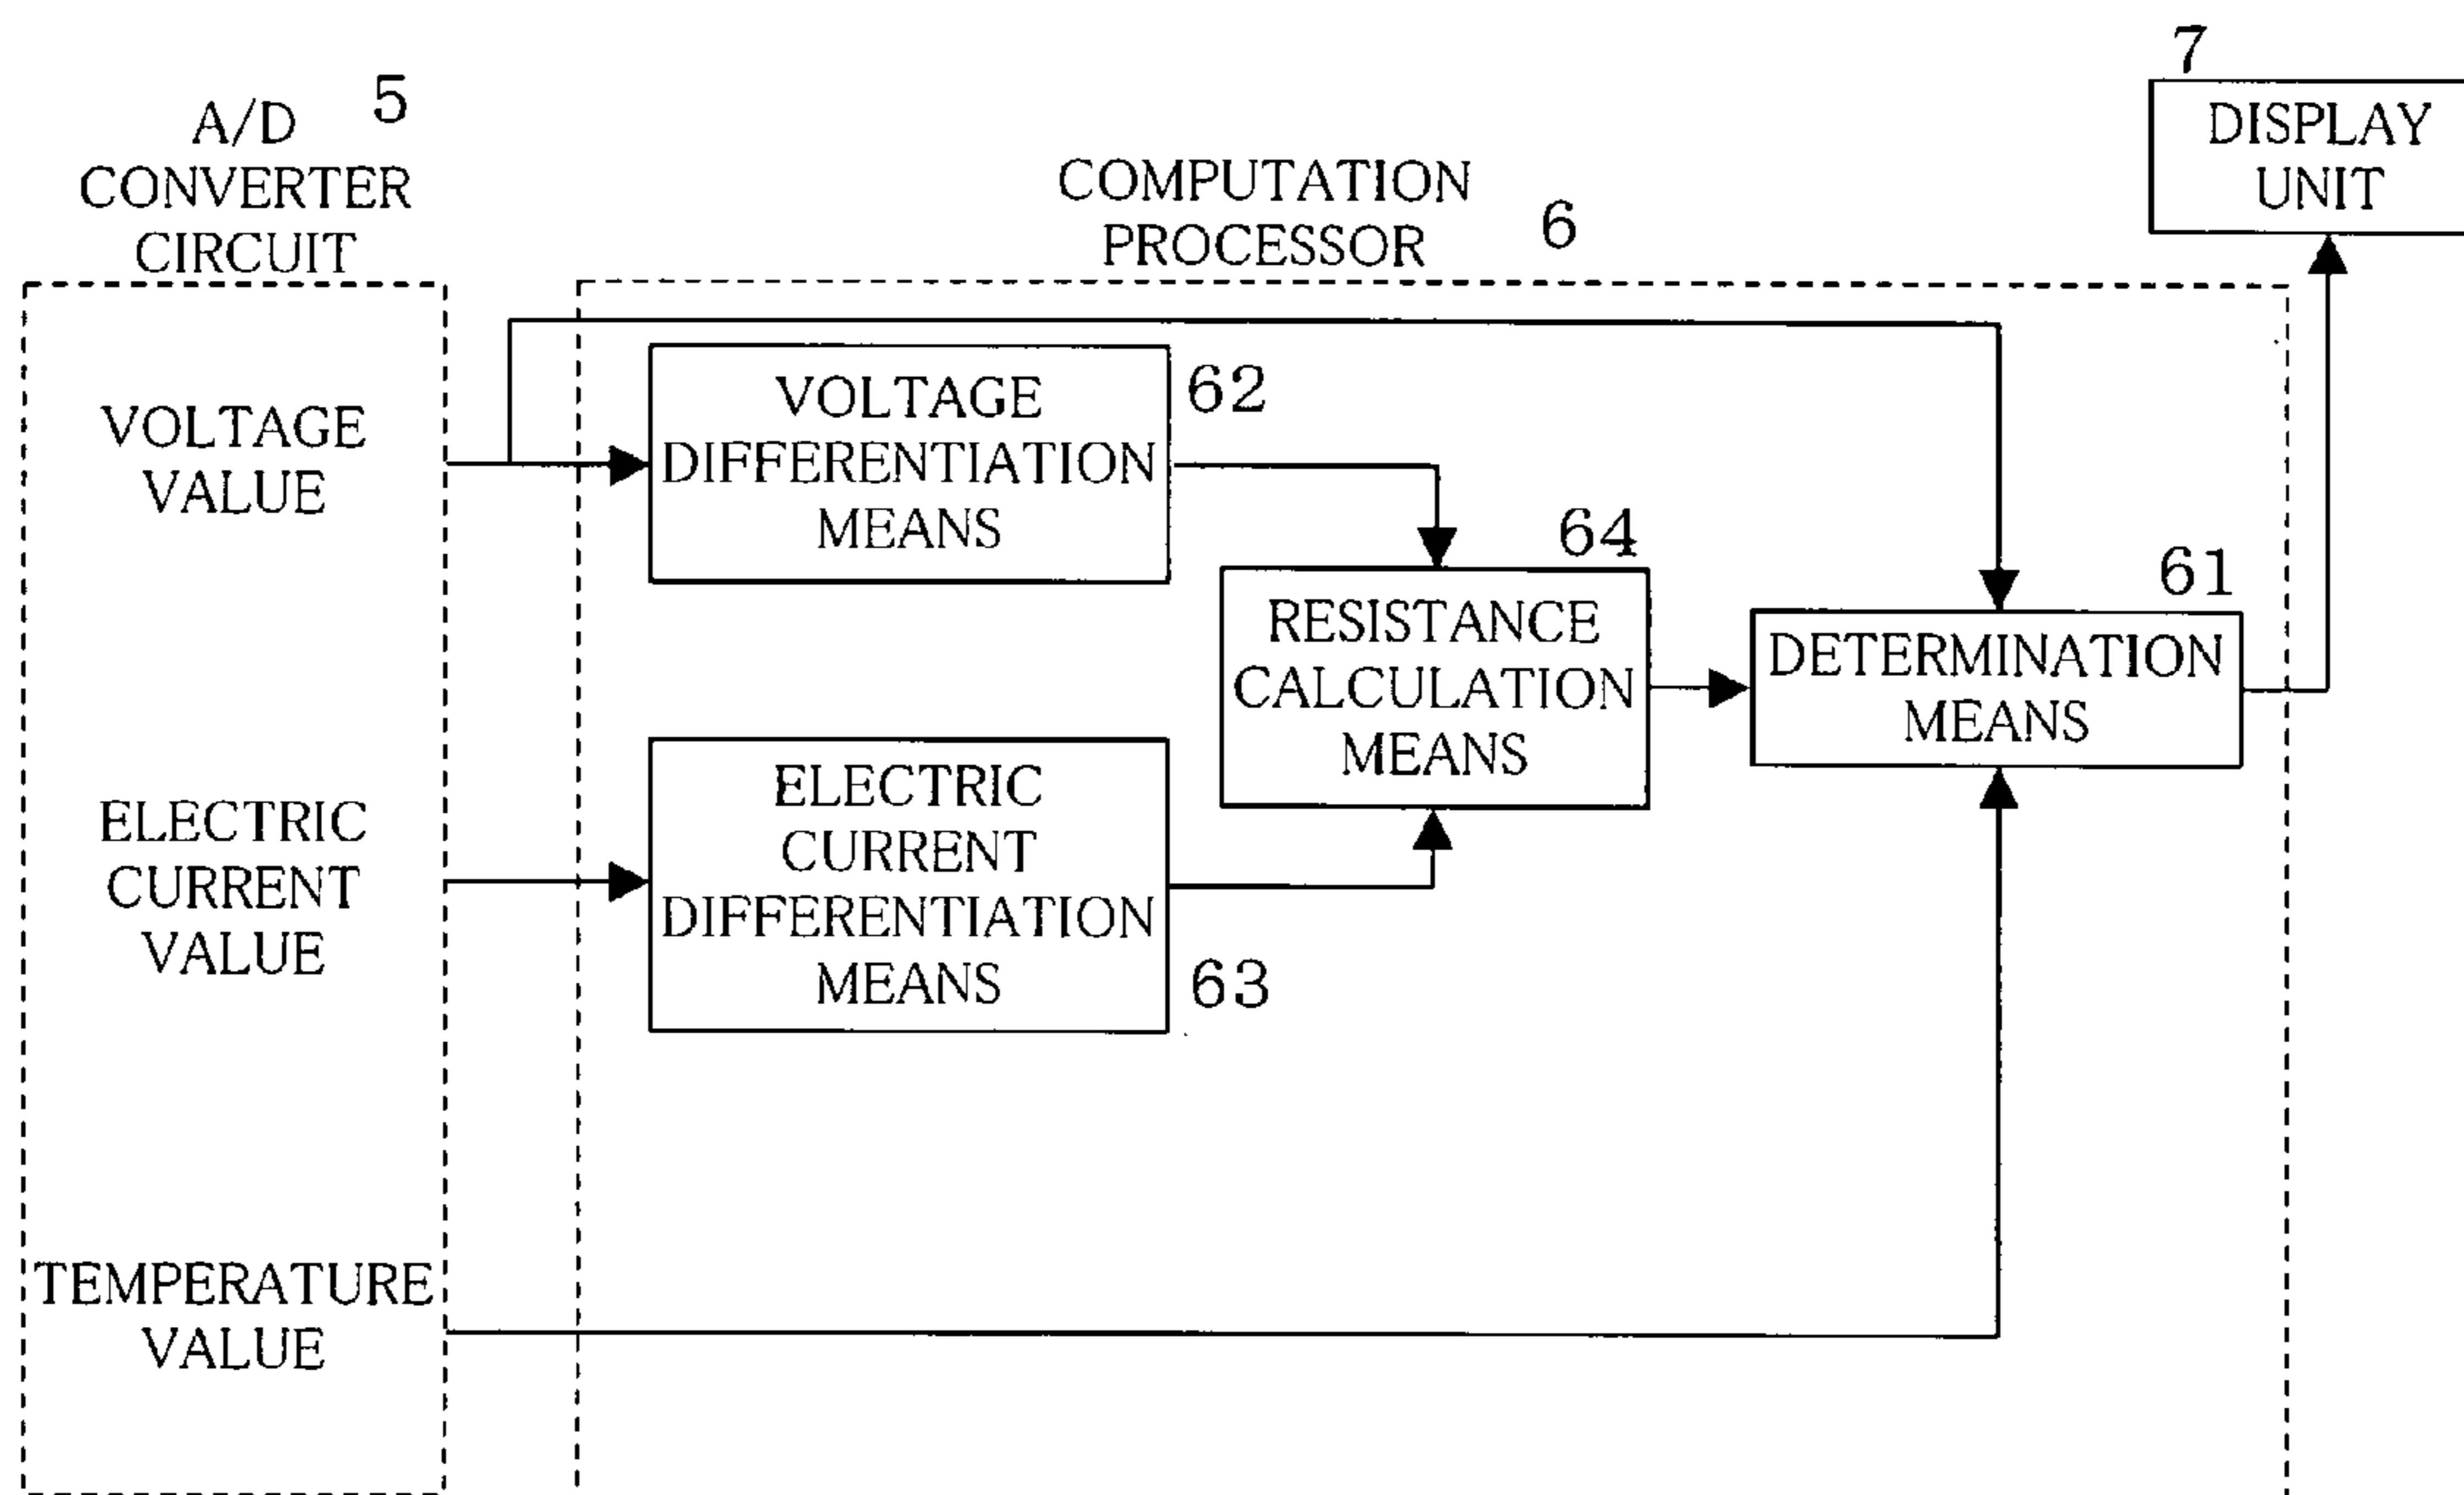 7
DISPLAY
UNIT
A/D 5
CONVERTER
CIRCUIT
COMPUTATION
PROCESSOR 6
VOLTAGE
VALUE
ELECTRIC
CURRENT
VALUE
TEMPERATURE
VALUE
VOLTAGE
DIFFERENTIATION
MEANS
62
ELECTRIC
CURRENT
DIFFERENTIATION
MEANS
63
64
RESISTANCE
CALCULATION
MEANS
61
DETERMINATION
MEANS